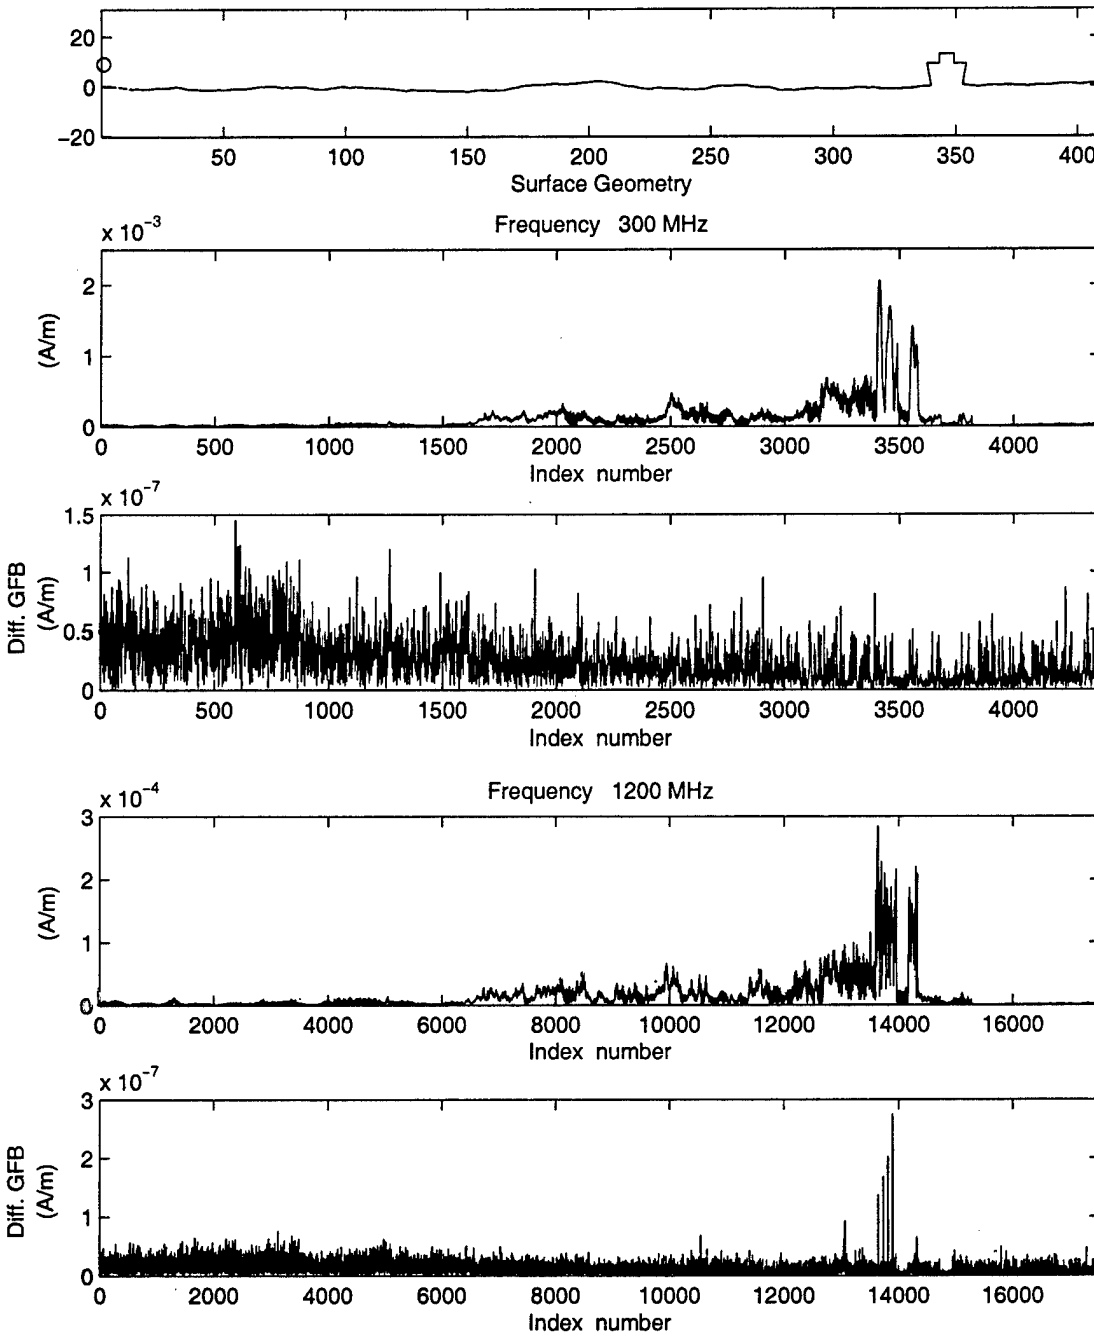 20
0
−20
50 100 150 200 250 300 350 400
Surface Geometry
x 10−3
Frequency 300 MHz
(A/m)
2
1
0
0 500 1000 1500 2000 2500 3000 3500 4000
Index number
x 10−7
Diff. GFB
(A/m)
1.5
1
0.5
0
0 500 1000 1500 2000 2500 3000 3500 4000
Index number
x 10−4
Frequency 1200 MHz
(A/m)
3
2
1
0
0 2000 4000 6000 8000 10000 12000 14000 16000
Index number
x 10−7
Diff. GFB
(A/m)
3
2
1
0
0 2000 4000 6000 8000 10000 12000 14000 16000
Index number